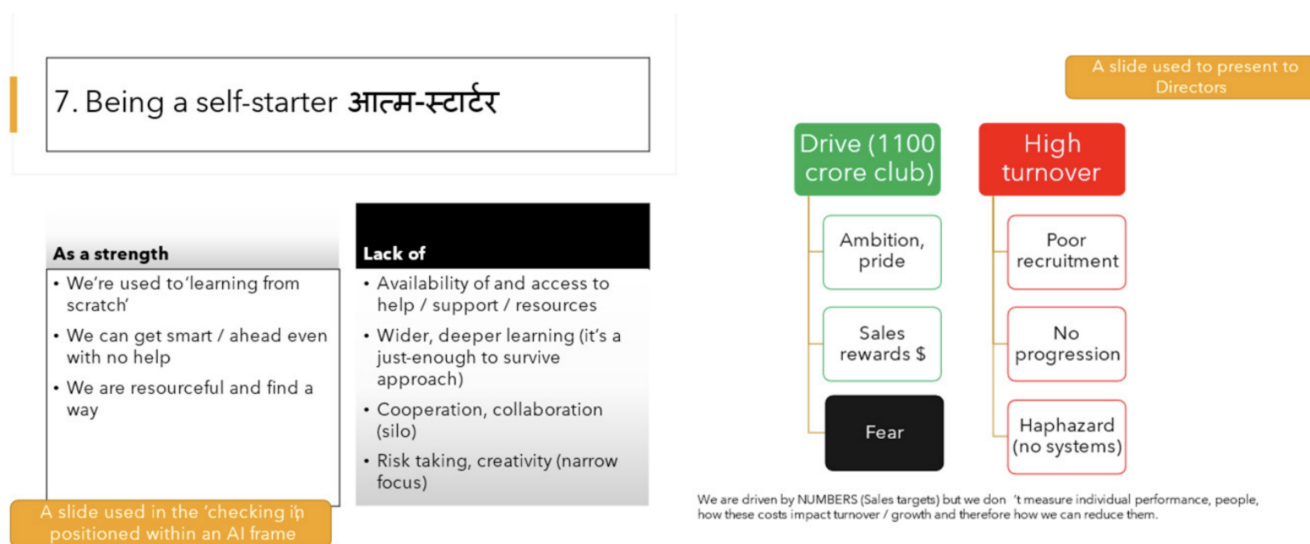 7. Being a self-starter आत्म-स्टार्टर
As a strength
• We're used to 'learning from
scratch'
• We can get smart / ahead even
with no help
• We are resourceful and find a
way
Lack of
• Availability of and access to
help / support / resources
• Wider, deeper learning (it's a
just-enough to survive
approach)
• Cooperation, collaboration
(silo)
• Risk taking, creativity (narrow
focus)
A slide used in the 'checking in'
positioned within an AI frame
A slide used to present to
Directors
Drive (1100
crore club)
Ambition,
pride
Sales
rewards $
Fear
High
turnover
Poor
recruitment
No
progression
Haphazard
(no systems)
We are driven by NUMBERS (Sales targets) but we don 't measure individual performance, people,
how these costs impact turnover / growth and therefore how we can reduce them.